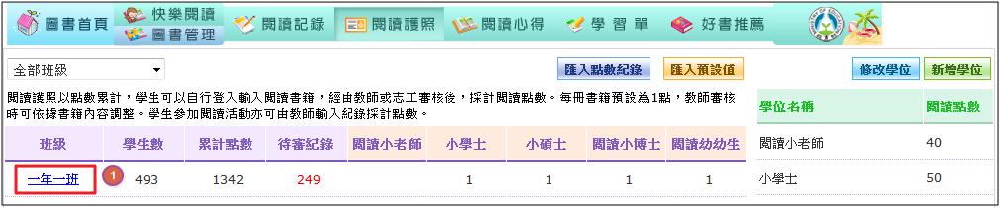 圖書首頁
快樂閱讀
圖書管理
閱讀記錄
閱讀護照
閱讀心得
學習單
好書推薦
全部班級
匯入點數紀錄
匯入預設值
修改學位
新增學位
閱讀護照以點數累計，學生可以自行登入輸入閱讀書籍，經由教師或志工審核後，採計閱讀點數。每冊書籍預設為1點，教師審核
時可依據書籍內容調整。學生參加閱讀活動亦可由教師輸入紀錄採計點數。
班級 學生數 累計點數 待審紀錄 閱讀小老師 小學士 小碩士 閱讀小博士 閱讀幼幼生
一年一班 1 493 1342 249 1 1 1 1
學位名稱 閱讀點數
閱讀小老師 40
小學士 50